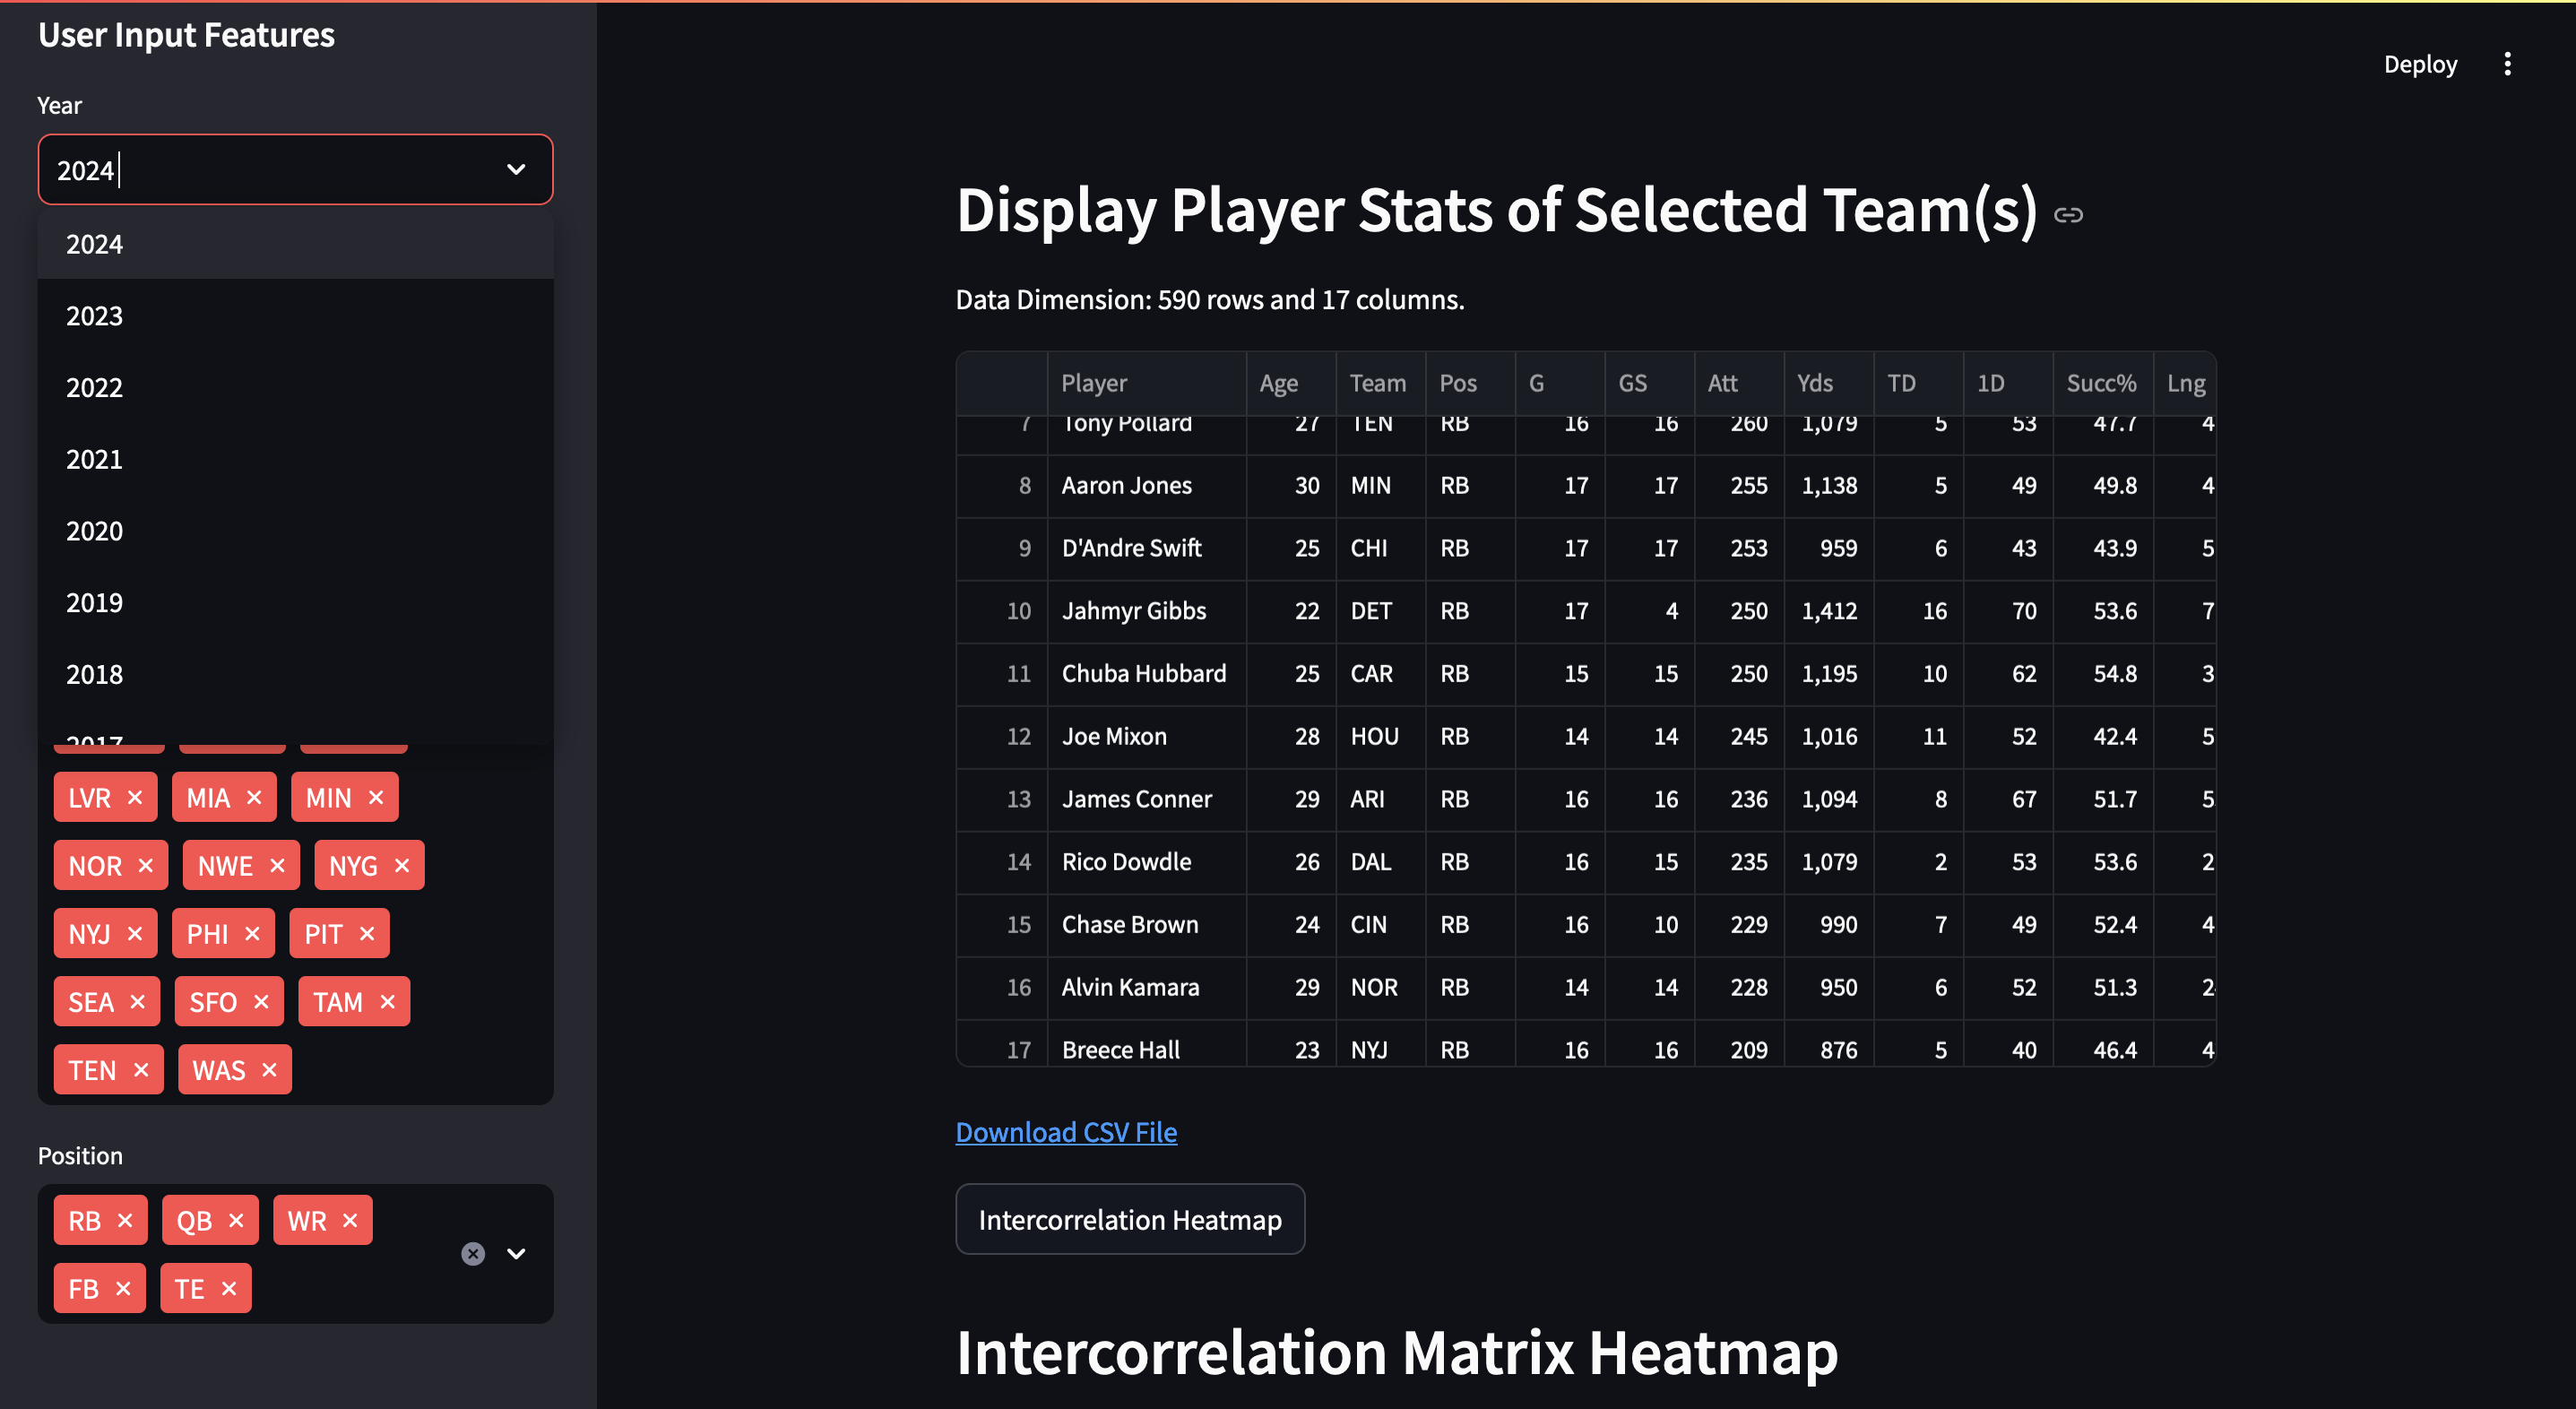 User Input Features
Year
2024
2024
2023
2022
2021
2020
2019
2018
2017
LVR MIA MIN
NOR NWE NYG
NYJ PHI PIT
SEA SFO TAM
TEN WAS
Position
RB QB WR
FB TE
Deploy
Display Player Stats of Selected Team(s)
Data Dimension: 590 rows and 17 columns.
Player Age Team Pos G GS Att Yds TD 1D Succ% Lng
7 Tony Pollard 27 TEN RB 16 16 260 1,079 5 53 47.7 4
8 Aaron Jones 30 MIN RB 17 17 255 1,138 5 49 49.8 4
9 D'Andre Swift 25 CHI RB 17 17 253 959 6 43 43.9 5
10 Jahmyr Gibbs 22 DET RB 17 4 250 1,412 16 70 53.6 7
11 Chuba Hubbard 25 CAR RB 15 15 250 1,195 10 62 54.8 3
12 Joe Mixon 28 HOU RB 14 14 245 1,016 11 52 42.4 5
13 James Conner 29 ARI RB 16 16 236 1,094 8 67 51.7 5
14 Rico Dowdle 26 DAL RB 16 15 235 1,079 2 53 53.6 2
15 Chase Brown 24 CIN RB 16 10 229 990 7 49 52.4 4
16 Alvin Kamara 29 NOR RB 14 14 228 950 6 52 51.3 2
17 Breece Hall 23 NYJ RB 16 16 209 876 5 40 46.4 4
Download CSV File
Intercorrelation Heatmap
Intercorrelation Matrix Heatmap